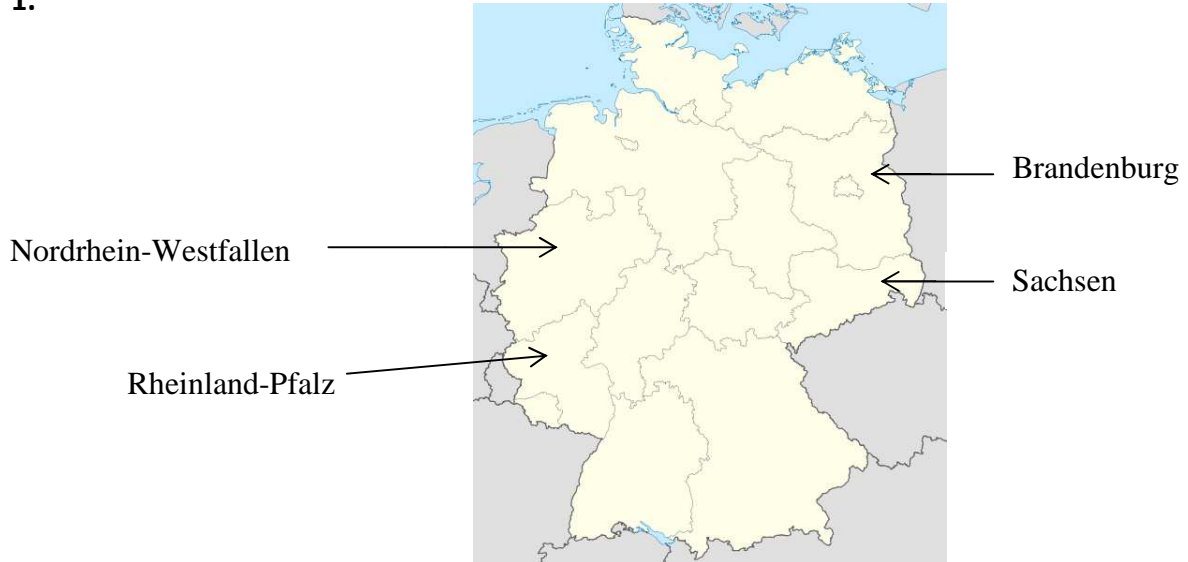 1.
Brandenburg
Nordrhein-Westfallen
Sachsen
Rheinland-Pfalz